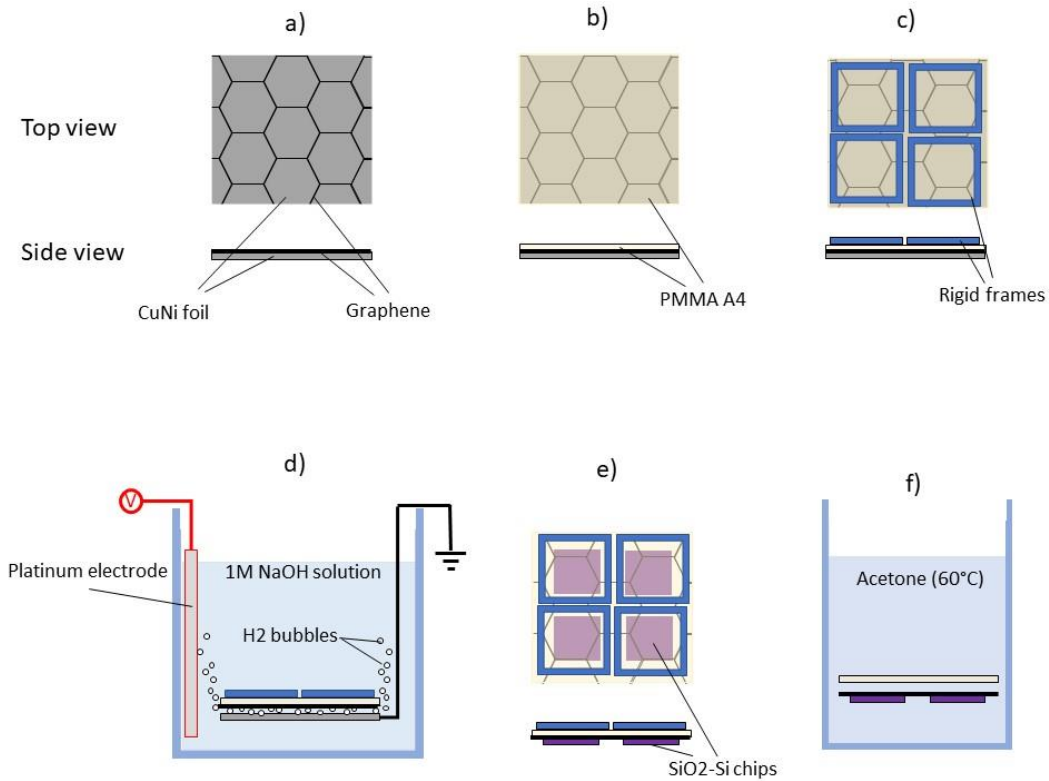 a)
b)
c)
Top view
Side view
CuNi foil
Graphene
PMMA A4
Rigid frames
d)
e)
f)
V
Platinum electrode
1M NaOH solution
H2 bubbles
Acetone (60°C)
SiO2-Si chips